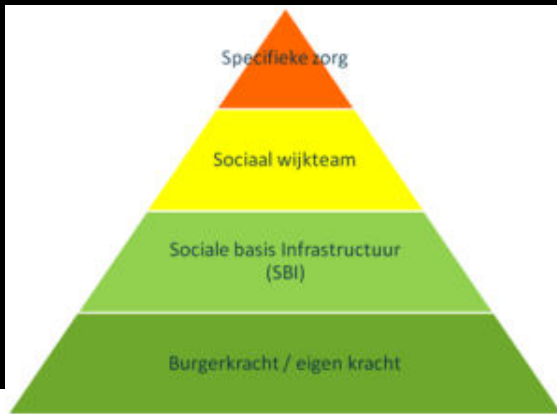 Specifieke zorg
Sociaal wijkteam
Sociale basis Infrastructuur
(SBI)
Burgerkracht / eigen kracht